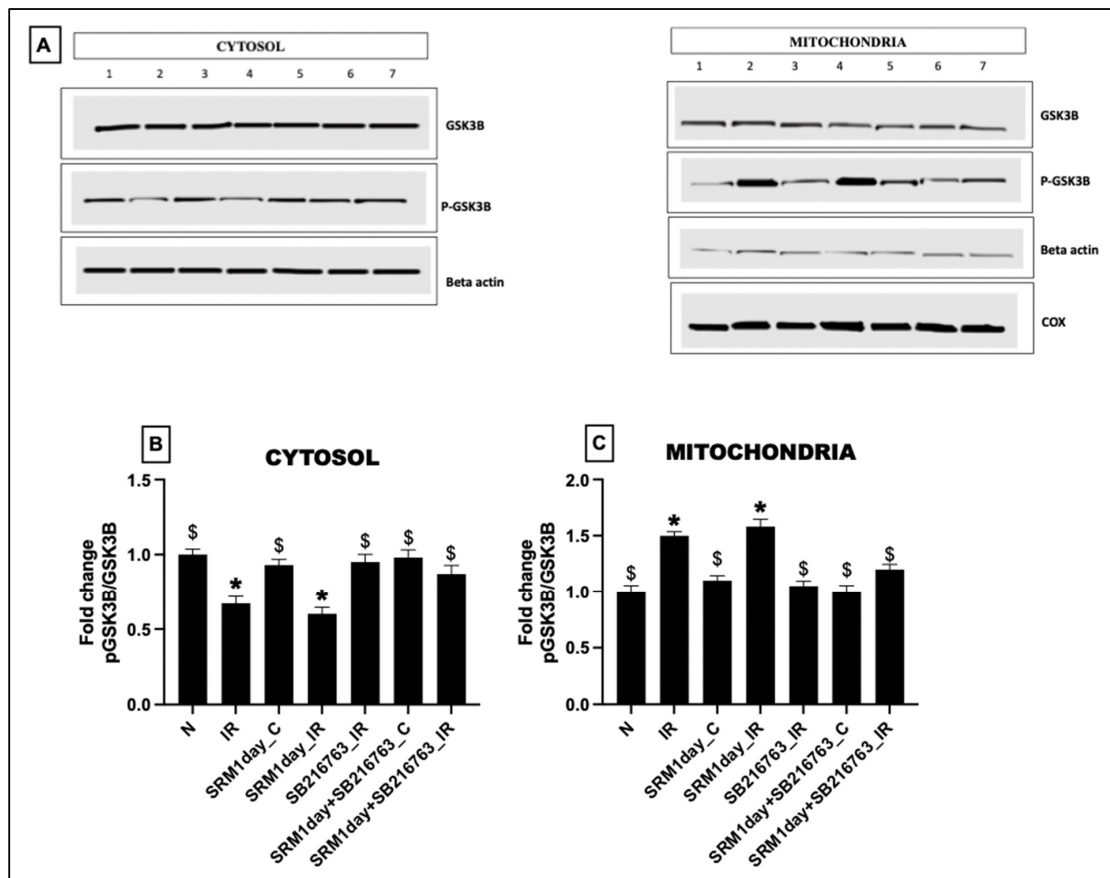 A
CYTOSOL
1 2 3 4 5 6 7
GSK3B
P-GSK3B
Beta actin
MITOCHONDRIA
1 2 3 4 5 6 7
GSK3B
P-GSK3B
Beta actin
COX
B
CYTOSOL
Fold change
pGSK3B/GSK3B
1.5
1.0
0.5
0.0
$ * $ * $ $ $
N
IR
SRM1day_C
SRM1day_IR
SB216763_IR
SRM1day+SB216763_C
SRM1day+SB216763_IR
C
MITOCHONDRIA
Fold change
pGSK3B/GSK3B
2.0
1.5
1.0
0.5
0.0
$ * $ * $ $ $
N
IR
SRM1day_C
SRM1day_IR
SB216763_IR
SRM1day+SB216763_C
SRM1day+SB216763_IR